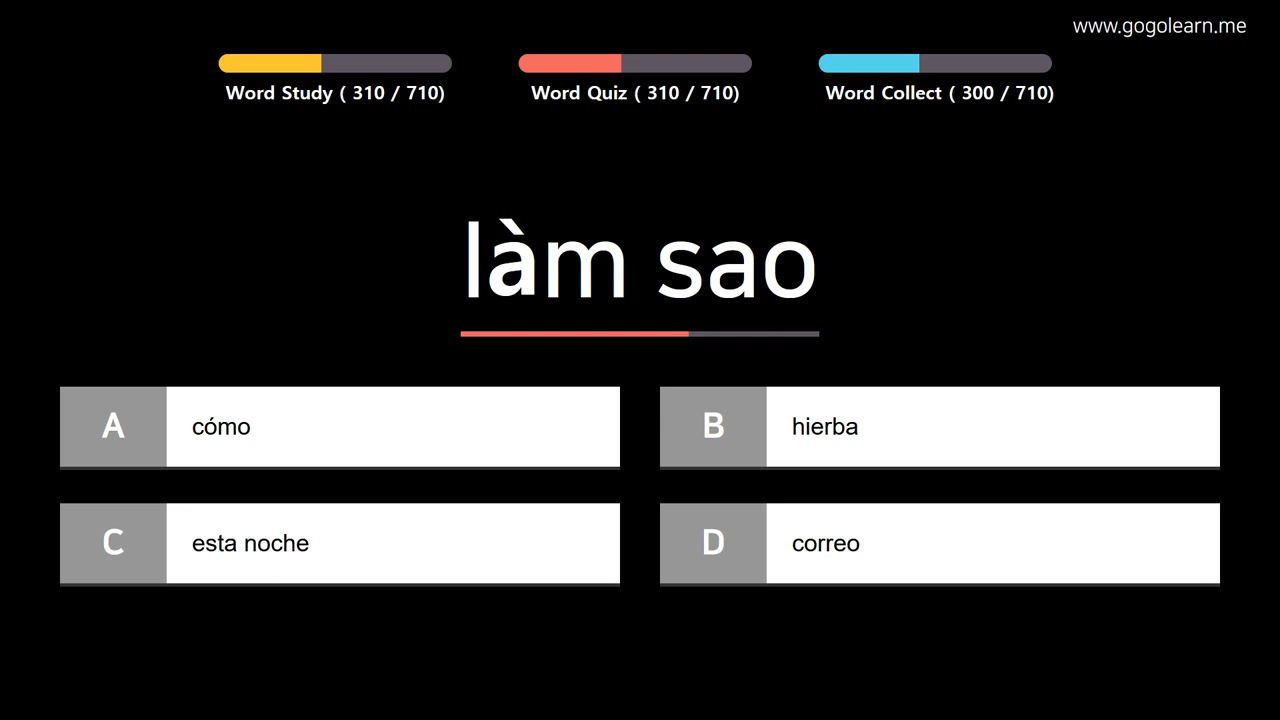 www.gogolearn.me
Word Study ( 310 / 710)
Word Quiz ( 310 / 710)
Word Collect ( 300 / 710)
làm sao
A
cómo
B
hierba
C
esta noche
D
correo